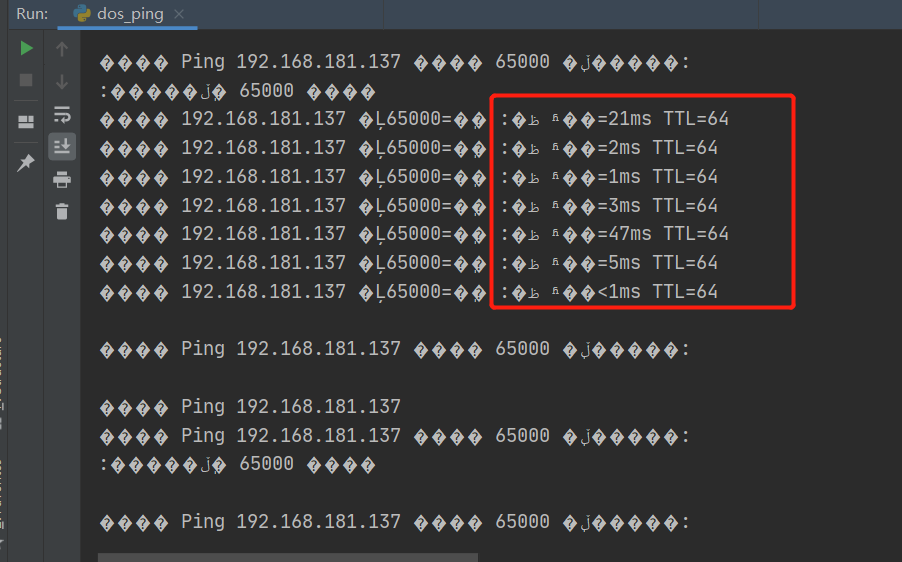 Run: dos_ping
���� Ping 192.168.181.137 ���� 65000 �ڵ�����:
:�����ڵ� 65000 ����
���� 192.168.181.137 �Ļ65000=�� :�ظ ʱ��=21ms TTL=64
���� 192.168.181.137 �Ļ65000=�� :�ظ ʱ��=2ms TTL=64
���� 192.168.181.137 �Ļ65000=�� :�ظ ʱ��=1ms TTL=64
���� 192.168.181.137 �Ļ65000=�� :�ظ ʱ��=3ms TTL=64
���� 192.168.181.137 �Ļ65000=�� :�ظ ʱ��=47ms TTL=64
���� 192.168.181.137 �Ļ65000=�� :�ظ ʱ��=5ms TTL=64
���� 192.168.181.137 �Ļ65000=�� :�ظ ʱ��<1ms TTL=64
���� Ping 192.168.181.137 ���� 65000 �ڵ�����:
���� Ping 192.168.181.137
���� Ping 192.168.181.137 ���� 65000 �ڵ�����:
:�����ڵ� 65000 ����
���� Ping 192.168.181.137 ���� 65000 �ڵ�����: